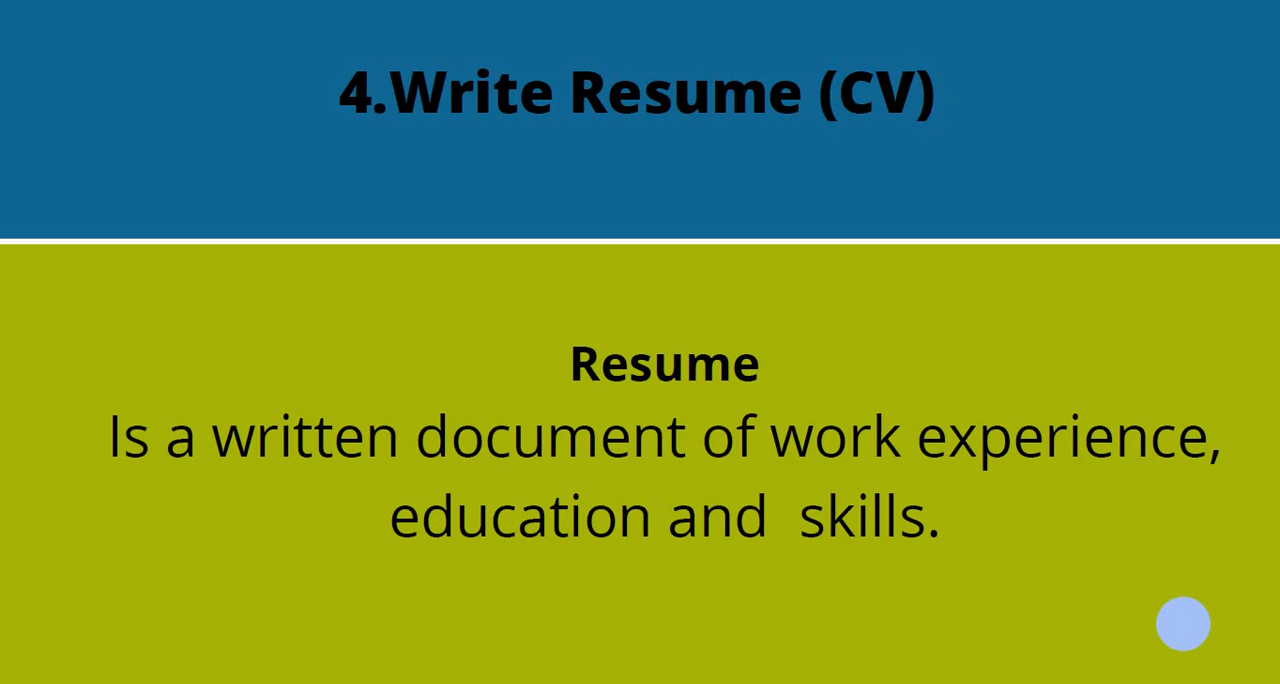 4.Write Resume (CV)
Resume
Is a written document of work experience,
education and  skills.